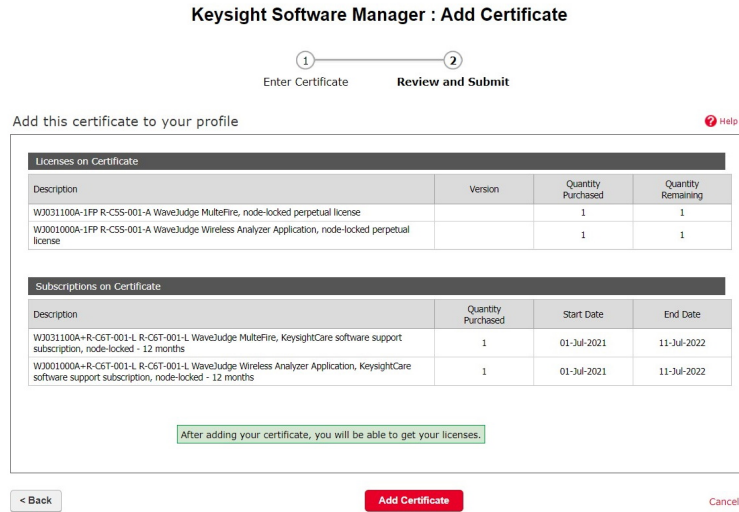 Keysight Software Manager : Add Certificate
1
2
Enter Certificate
Review and Submit
Add this certificate to your profile
? Help
Licenses on Certificate
Description Version Quantity Purchased Quantity Remaining
WJ031100A-1FP R-C5S-001-A WaveJudge MulteFire, node-locked perpetual license 1 1
WJ001000A-1FP R-C5S-001-A WaveJudge Wireless Analyzer Application, node-locked perpetual
license 1 1
Subscriptions on Certificate
Description Quantity Purchased Start Date End Date
WJ031100A+R-C6T-001-L R-C6T-001-L WaveJudge MulteFire, KeysightCare software support
subscription, node-locked - 12 months 1 01-Jul-2021 11-Jul-2022
WJ001000A+R-C6T-001-L R-C6T-001-L WaveJudge Wireless Analyzer Application, KeysightCare
software support subscription, node-locked - 12 months 1 01-Jul-2021 11-Jul-2022
After adding your certificate, you will be able to get your licenses.
< Back
Add Certificate
Cancel